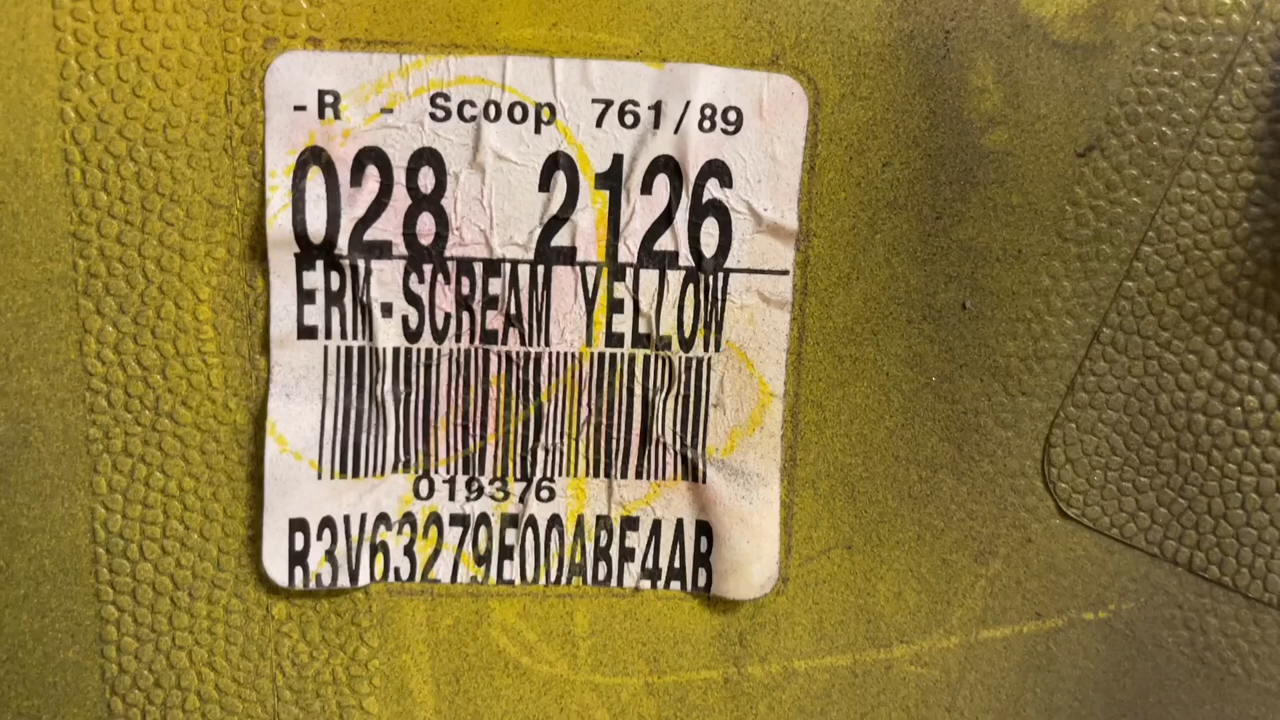 -R - Scoop 761/89
028 2126
ERM-SCREAM YELLOW
019376
R3V63279E00ABF4AB